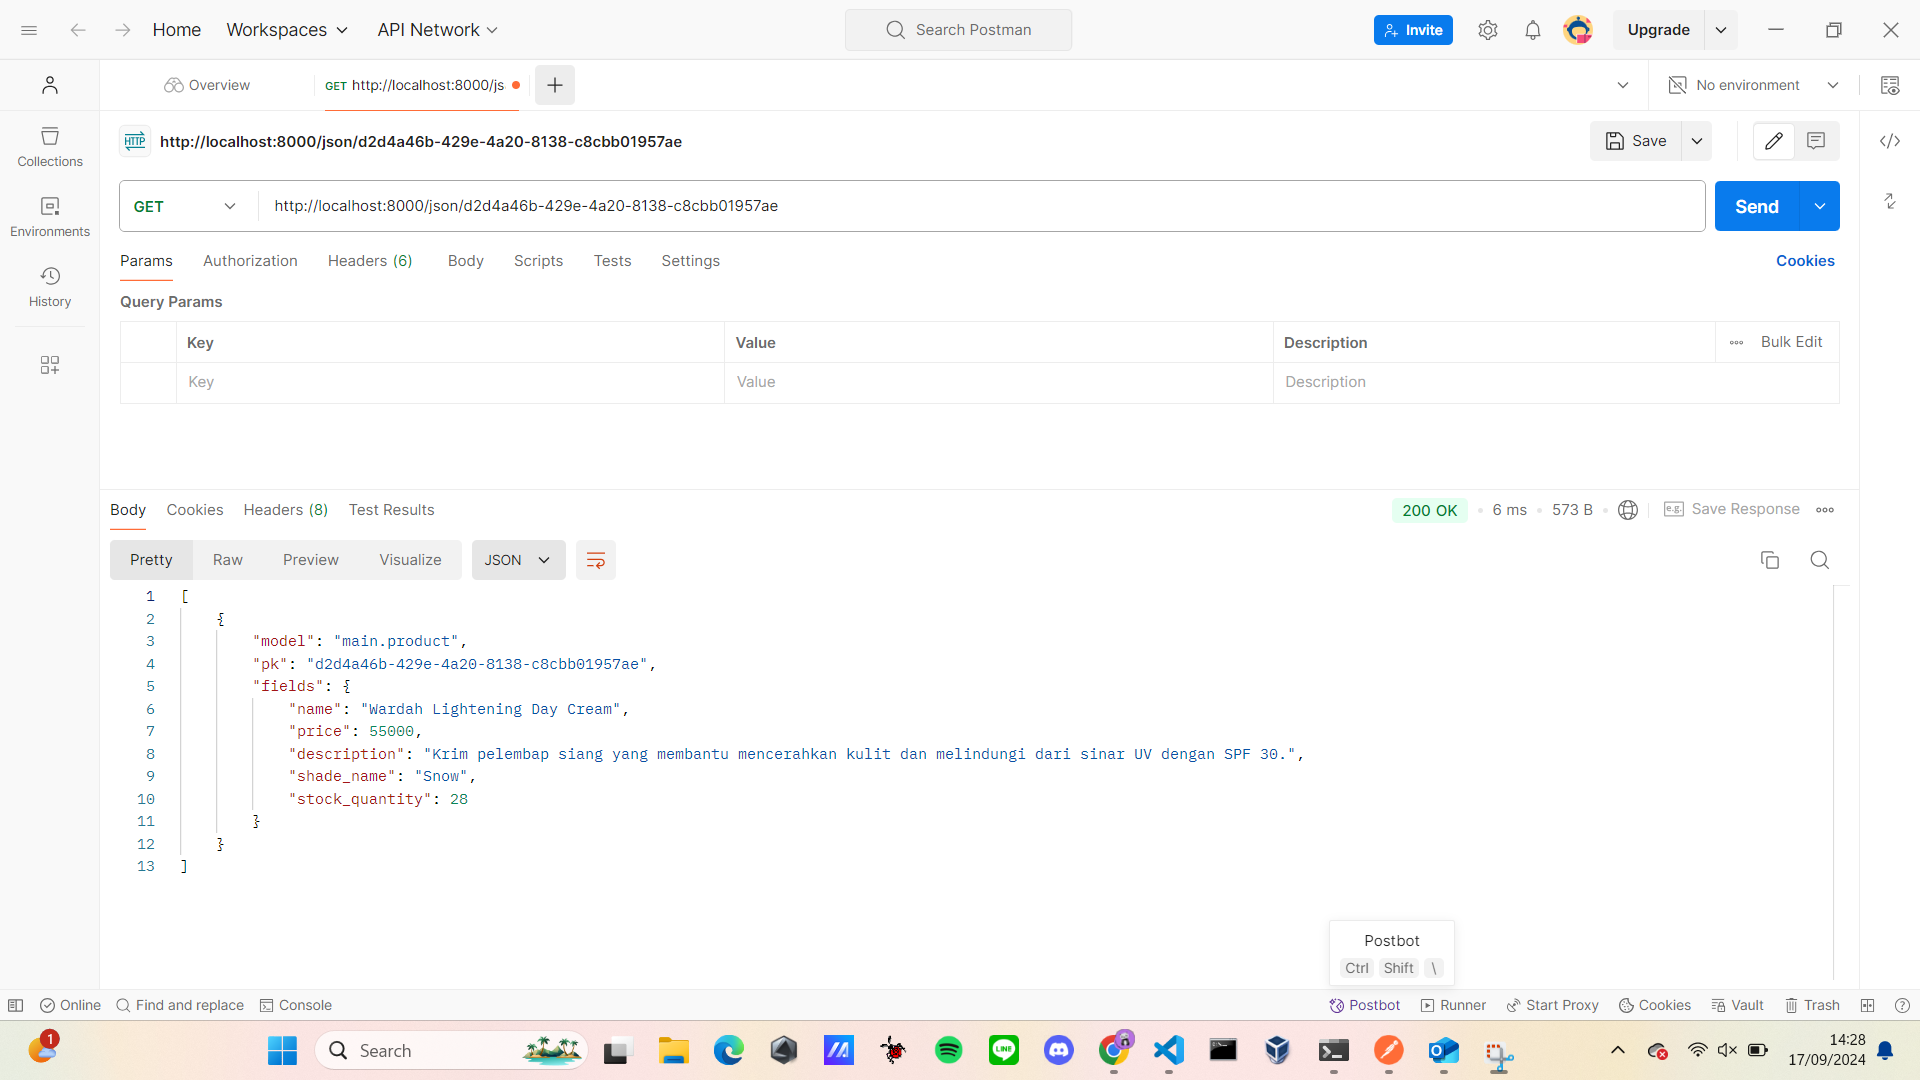 Home
Workspaces
API Network
Search Postman
Invite
Upgrade
Overview
GET http://localhost:8000/js
No environment
HTTP
http://localhost:8000/json/d2d4a46b-429e-4a20-8138-c8cbb01957ae
Save
Collections
Environments
History
GET
http://localhost:8000/json/d2d4a46b-429e-4a20-8138-c8cbb01957ae
Send
Params
Authorization
Headers (6)
Body
Scripts
Tests
Settings
Cookies
Query Params
Key
Value
Description
Bulk Edit
Key
Value
Description
Body
Cookies
Headers (8)
Test Results
200 OK
6 ms
573 B
e.g.
Save Response
Pretty
Raw
Preview
Visualize
JSON
1 [
2 {
3 "model": "main.product",
4 "pk": "d2d4a46b-429e-4a20-8138-c8cbb01957ae",
5 "fields": {
6 "name": "Wardah Lightening Day Cream",
7 "price": 55000,
8 "description": "Krim pelembap siang yang membantu mencerahkan kulit dan melindungi dari sinar UV dengan SPF 30.",
9 "shade_name": "Snow",
10 "stock_quantity": 28
11 }
12 }
13 ]
Postbot
Ctrl Shift \
Online
Find and replace
Console
Postbot
Runner
Start Proxy
Cookies
Vault
Trash
1
Search
LINE
14:28
17/09/2024